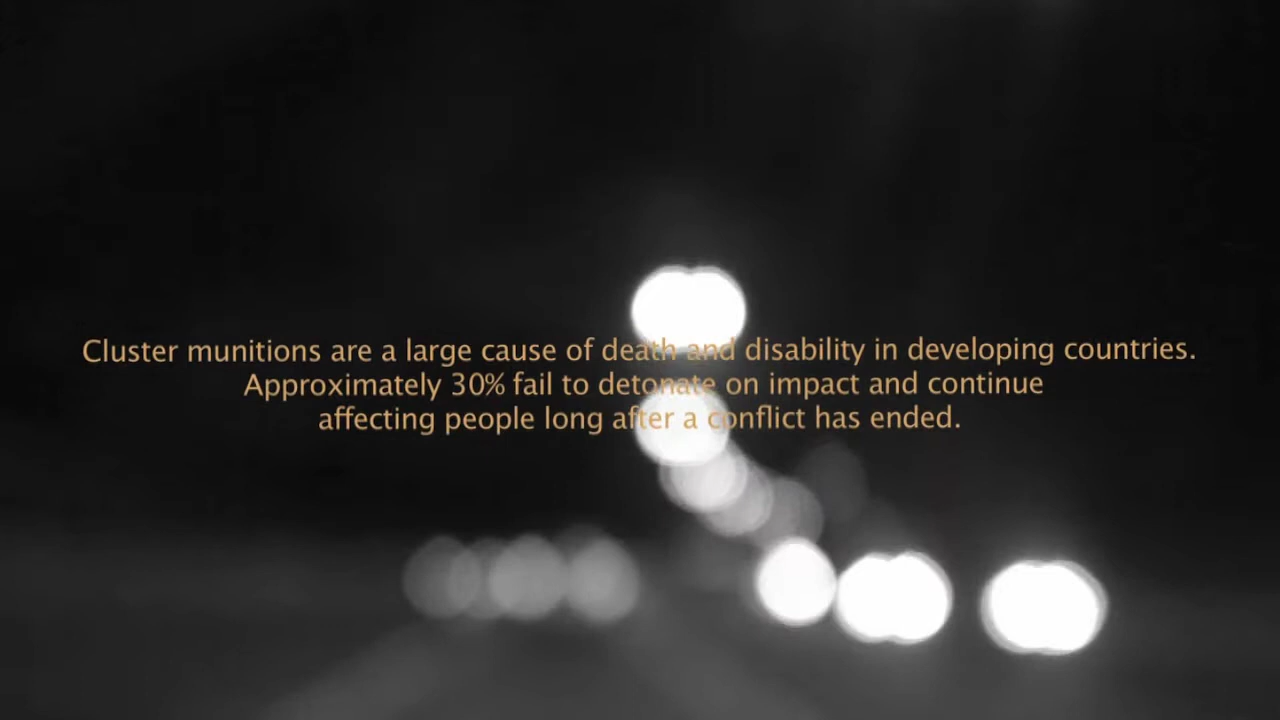 Cluster munitions are a large cause of death and disability in developing countries.
Approximately 30% fail to detonate on impact and continue
affecting people long after a conflict has ended.